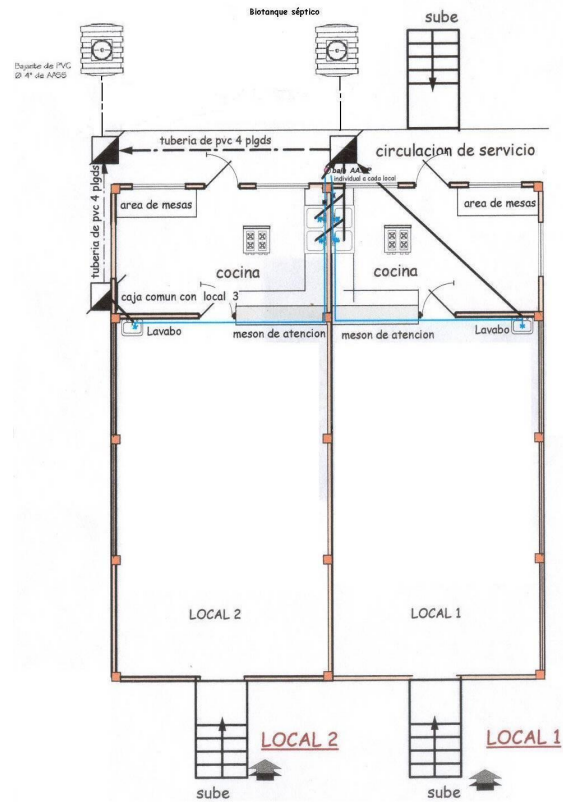 Biotanque séptico
sube
Bajante de PVC
Ø 4" de AASS
tuberia de pvc 4 plgds
circulacion de servicio
bajo AASS
individual a cada local
tuberia de pvc 4 plgds
area de mesas
area de mesas
cocina
cocina
caja comun con local 3
Lavabo
meson de atencion
meson de atencion
Lavabo
LOCAL 2
LOCAL 1
LOCAL 2
LOCAL 1
sube
sube